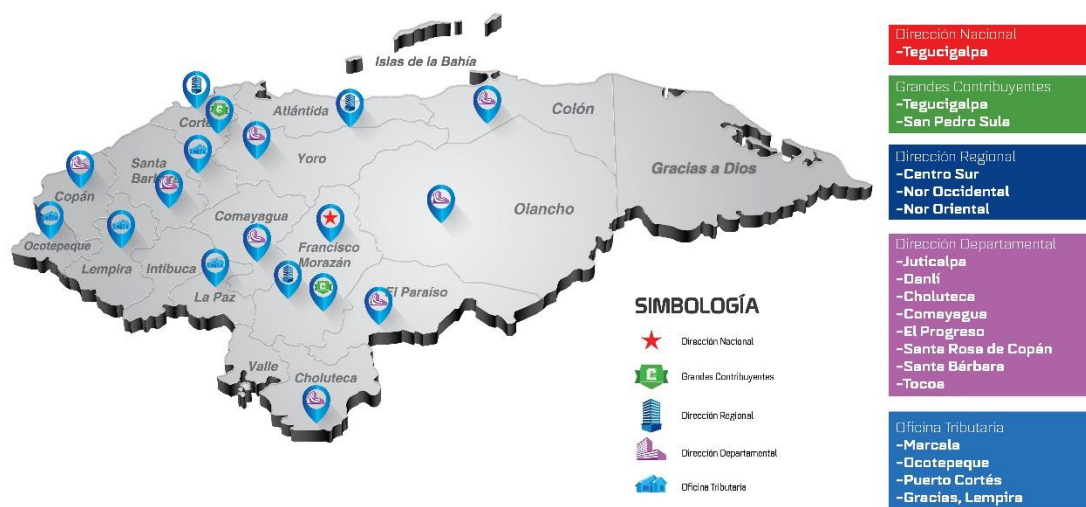 Islas de la Bahía
Atlántida
Colón
Corté
Yoro
Santa
Barbara
Gracias a Dios
Copán
Olancho
Comayagua
Ocotepeque
Francisco
Morazán
Lempira
Intibuca
La Paz
El Paraíso
Valle
Choluteca
SIMBOLOGÍA
Dirección Nacional
Grandes Contribuyentes
Dirección Regional
Dirección Departamental
Oficina Tributaria
Dirección Nacional
-Tegucigalpa
Grandes Contribuyentes
-Tegucigalpa
-San Pedro Sula
Dirección Regional
-Centro Sur
-Nor Occidental
-Nor Oriental
Dirección Departamental
-Juticalpa
-Danlí
-Choluteca
-Comayagua
-El Progreso
-Santa Rosa de Copán
-Santa Bárbara
-Tocoa
Oficina Tributaria
-Marcala
-Ocotepeque
-Puerto Cortés
-Gracias, Lempira